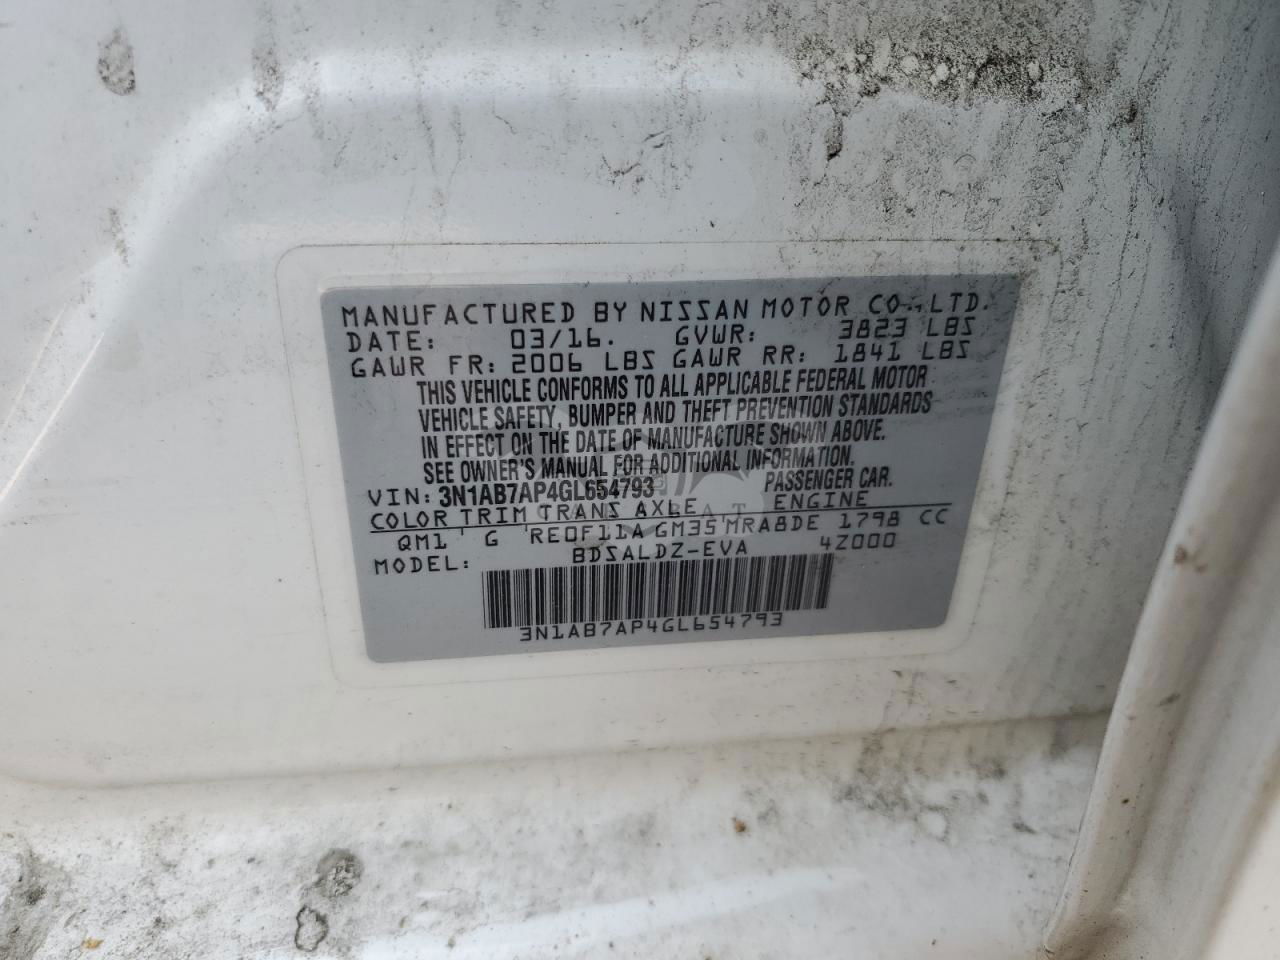 MANUFACTURED BY NISSAN MOTOR CO., LTD.
DATE: 03/16. GVWR: 3823 LBS
GAWR FR: 2006 LBS GAWR RR: 1841 LBS
THIS VEHICLE CONFORMS TO ALL APPLICABLE FEDERAL MOTOR
VEHICLE SAFETY, BUMPER AND THEFT PREVENTION STANDARDS
IN EFFECT ON THE DATE OF MANUFACTURE SHOWN ABOVE.
SEE OWNER'S MANUAL FOR ADDITIONAL INFORMATION.
VIN: 3N1AB7AP4GL654793 PASSENGER CAR.
COLOR TRIM TRANS AXLE ENGINE
QM1 G RE0F11A GM35 MRA8DE 1798 CC
MODEL: BDSALDZ-EVA 4Z000
3N1AB7AP4GL654793